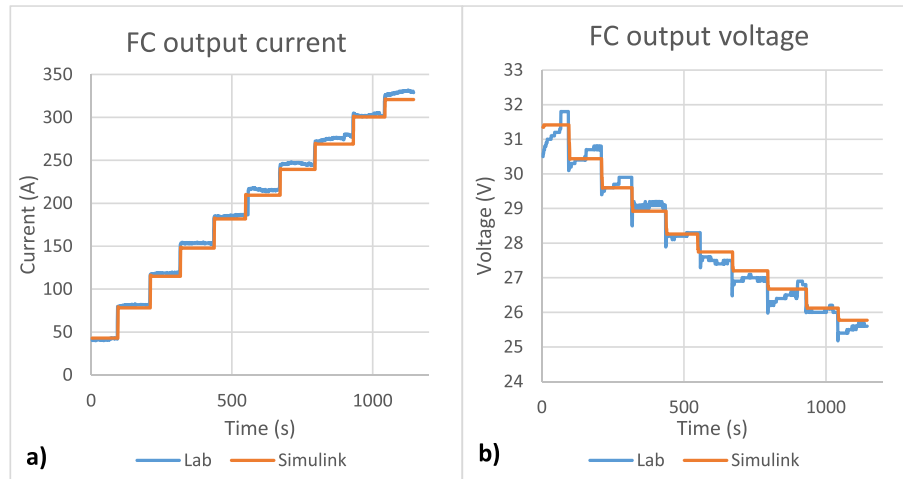 FC output current
350
300
250
200
150
100
50
0
Current (A)
0 500 1000
Time (s)
a)
Lab Simulink
FC output voltage
33
32
31
30
29
28
27
26
25
24
Voltage (V)
0 500 1000
Time (s)
b)
Lab Simulink